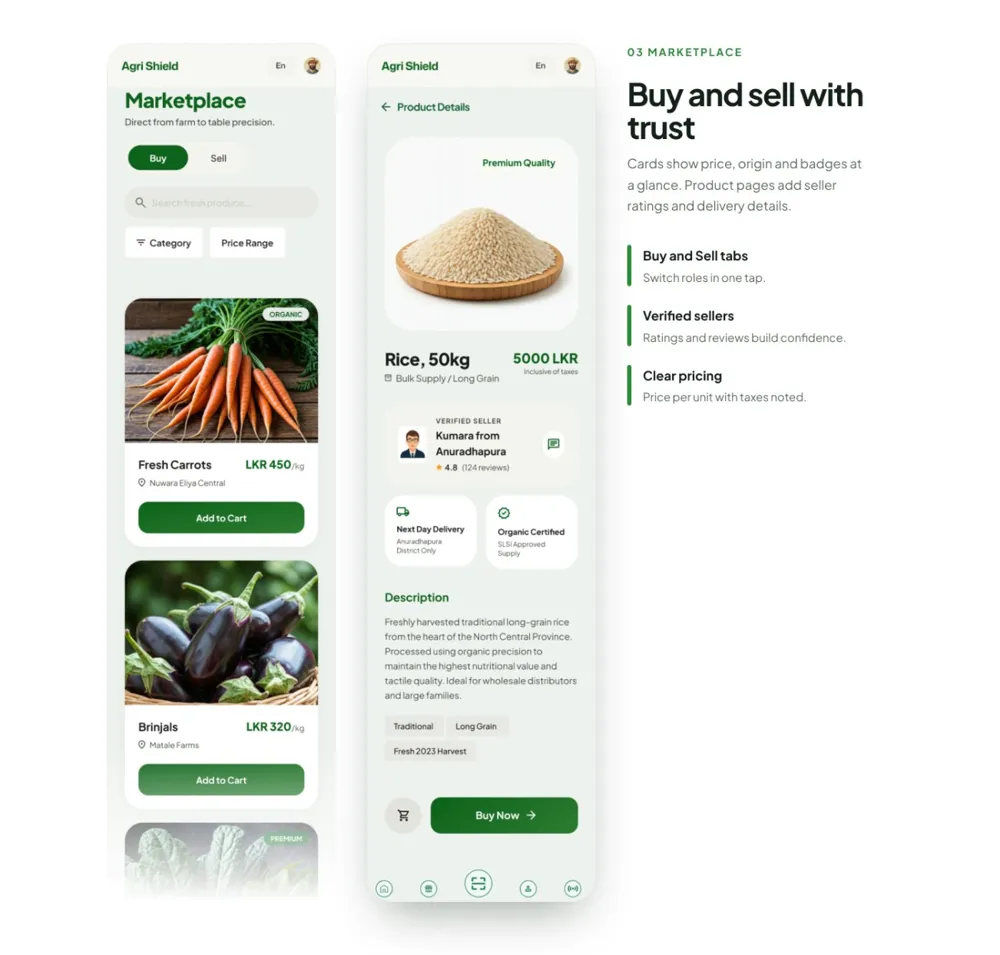 Agri Shield
En
Marketplace
Direct from farm to table precision.
Buy
Sell
Search fresh produce...
Category
Price Range
ORGANIC
Fresh Carrots
LKR 450/kg
Nuwara Eliya Central
Add to Cart
Brinjals
LKR 320/kg
Matale Farms
Add to Cart
PREMIUM
Agri Shield
En
Product Details
Premium Quality
Rice, 50kg
5000 LKR
Bulk Supply / Long Grain
Inclusive of taxes
VERIFIED SELLER
Kumara from
Anuradhapura
4.8 (124 reviews)
Next Day Delivery
Anuradhapura
District Only
Organic Certified
SLSI Approved
Supply
Description
Freshly harvested traditional long-grain rice
from the heart of the North Central Province.
Processed using organic precision to
maintain the highest nutritional value and
tactile quality. Ideal for wholesale distributors
and large families.
Traditional
Long Grain
Fresh 2023 Harvest
Buy Now
03 MARKETPLACE
Buy and sell with
trust
Cards show price, origin and badges at
a glance. Product pages add seller
ratings and delivery details.
Buy and Sell tabs
Switch roles in one tap.
Verified sellers
Ratings and reviews build confidence.
Clear pricing
Price per unit with taxes noted.